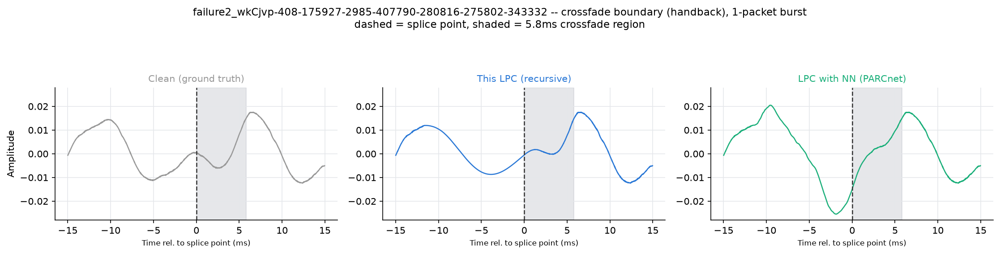 failure2_wkCjvp-408-175927-2985-407790-280816-275802-343332 -- crossfade boundary (handback), 1-packet burst
dashed = splice point, shaded = 5.8ms crossfade region
Clean (ground truth)
This LPC (recursive)
LPC with NN (PARCnet)
Amplitude
0.02
0.01
0.00
−0.01
−0.02
−15 −10 −5 0 5 10 15
Time rel. to splice point (ms)
0.02
0.01
0.00
−0.01
−0.02
−15 −10 −5 0 5 10 15
Time rel. to splice point (ms)
0.02
0.01
0.00
−0.01
−0.02
−15 −10 −5 0 5 10 15
Time rel. to splice point (ms)